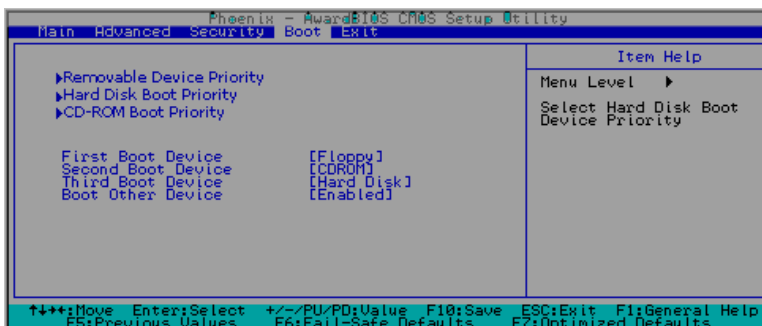 Phoenix - AwardBIOS CMOS Setup Utility
Main Advanced Security Boot Exit
Item Help
▶Removable Device Priority
▶Hard Disk Boot Priority
▶CD-ROM Boot Priority
Menu Level ▶
Select Hard Disk Boot
Device Priority
First Boot Device [Floppy]
Second Boot Device [CDROM]
Third Boot Device [Hard Disk]
Boot Other Device [Enabled]
↑↓→←:Move Enter:Select +/-/PU/PD:Value F10:Save ESC:Exit F1:General Help
F5:Previous Values F6:Fail-Safe Defaults F7:Optimized Defaults